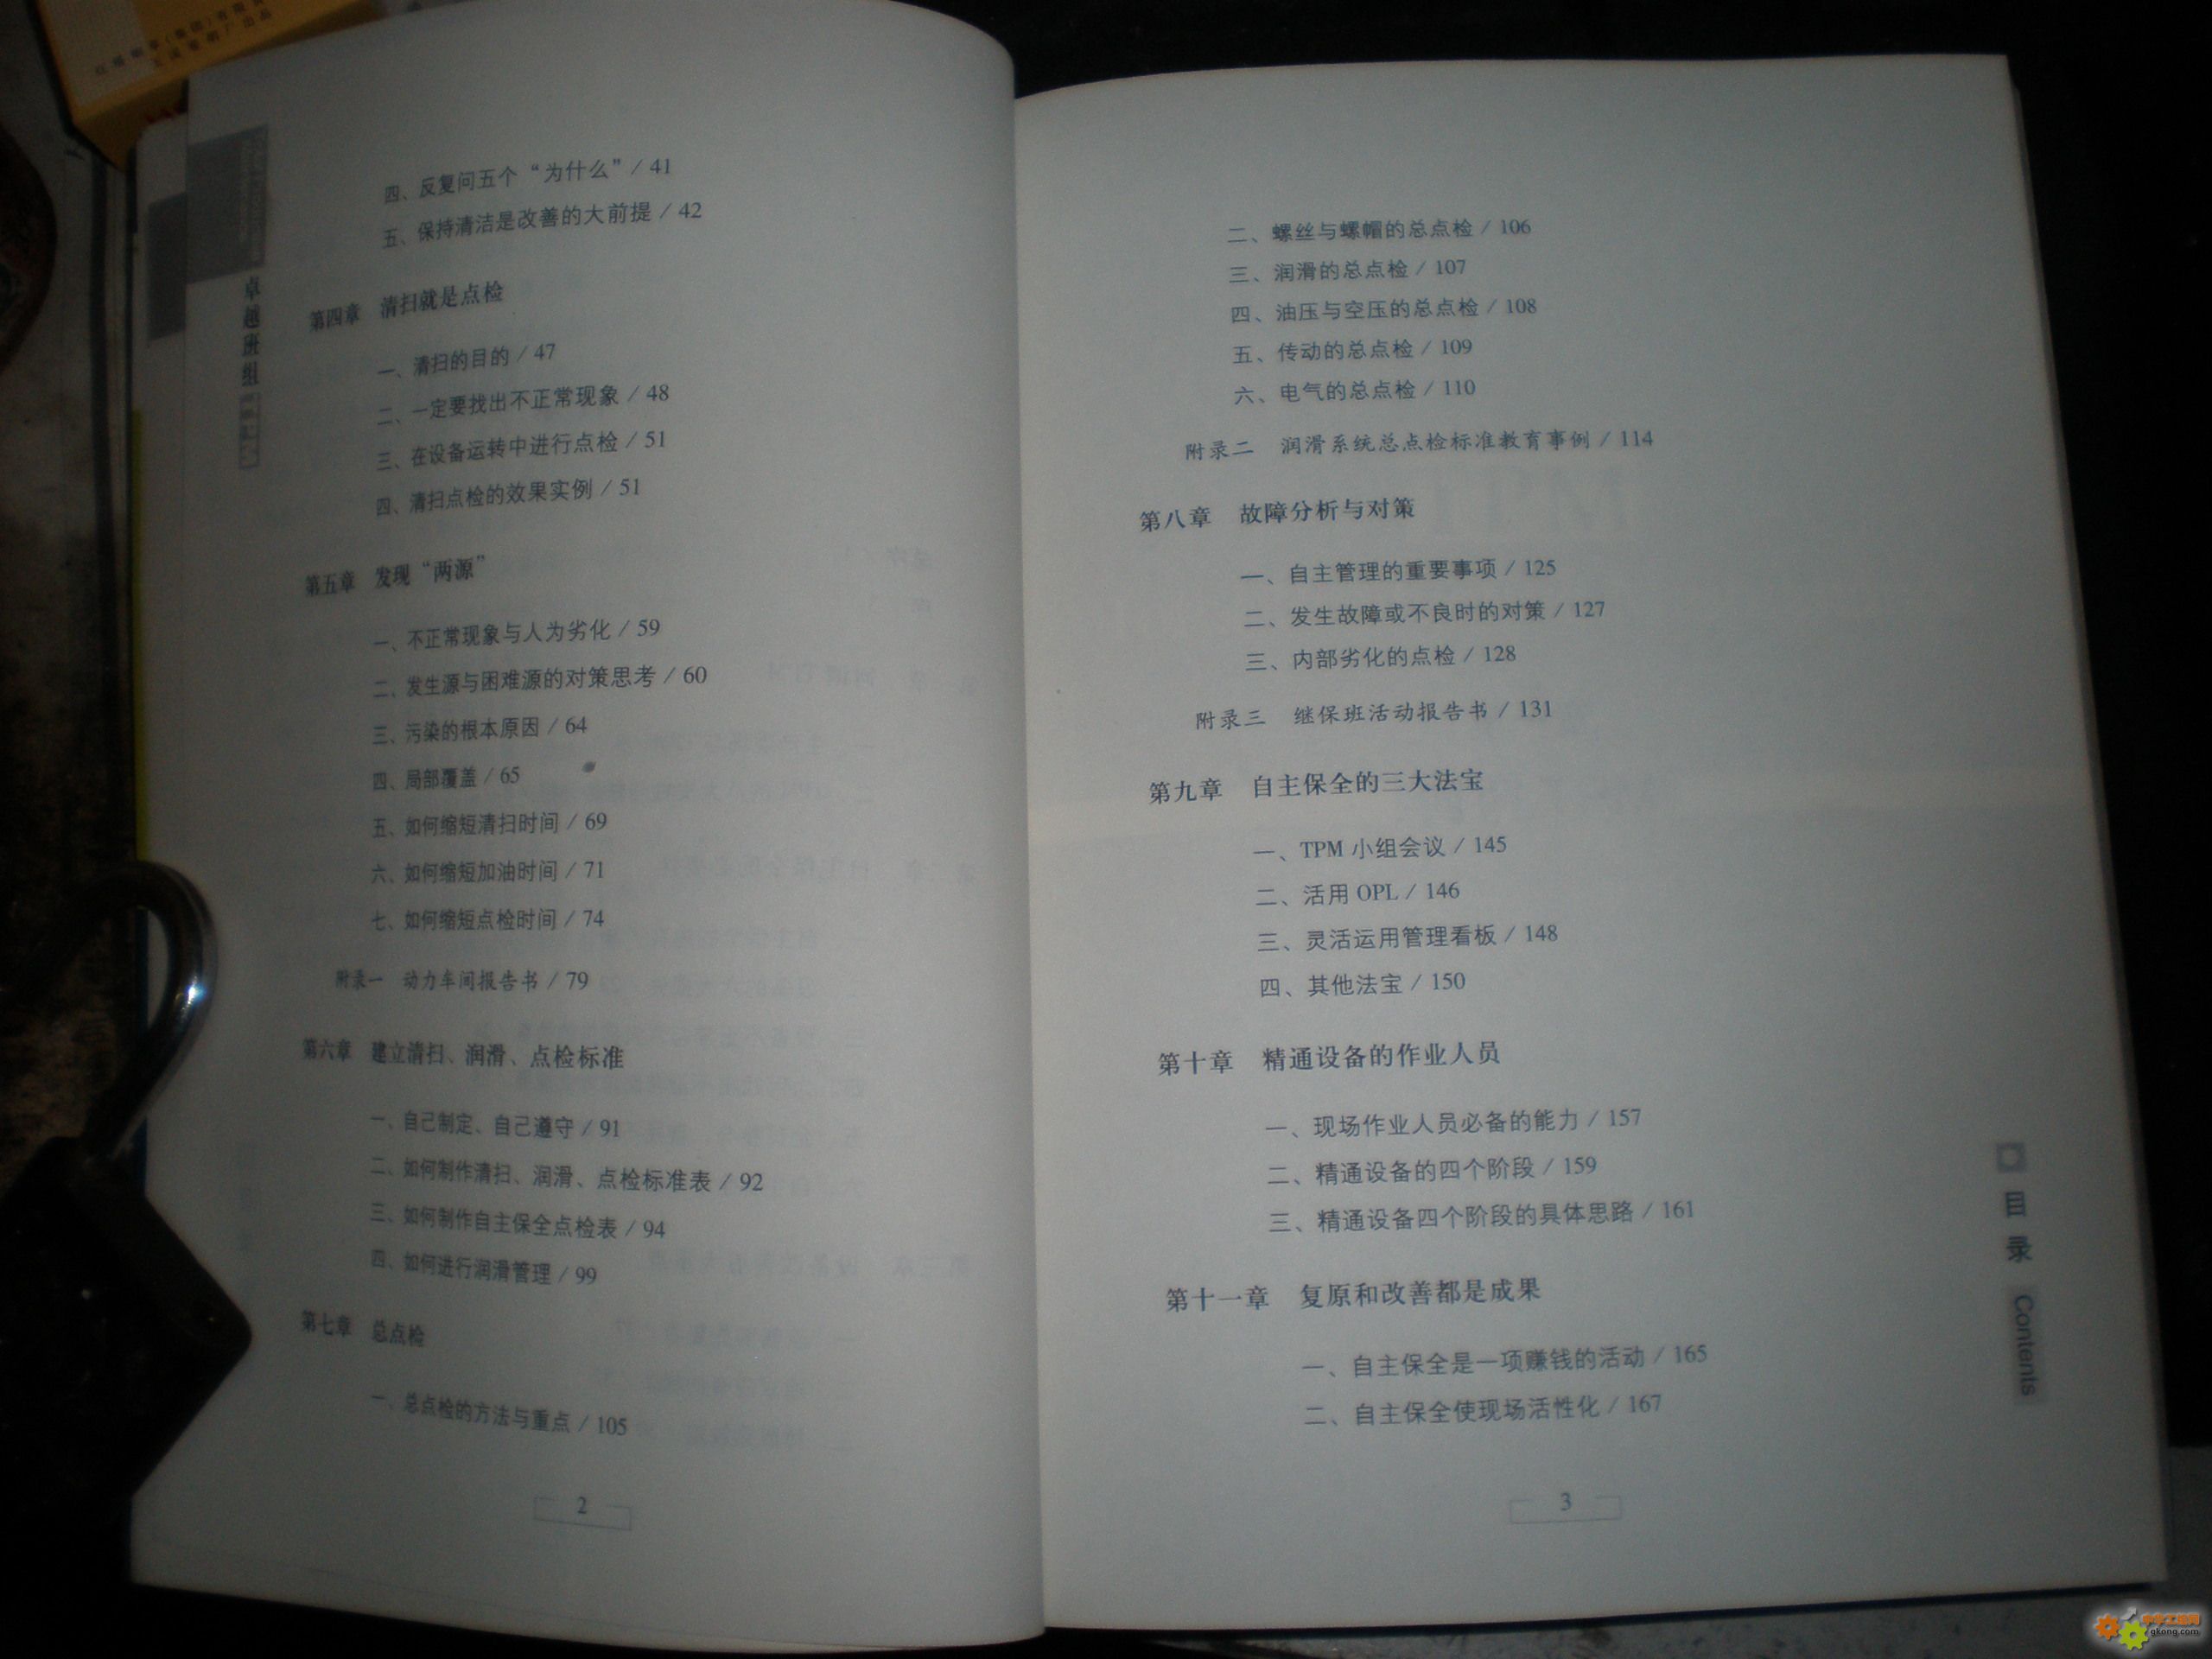 四、反复问五个“为什么” / 41
五、保持清洁是改善的大前提 / 42
第四章 清扫就是点检
一、清扫的目的 / 47
二、一定要找出不正常现象 / 48
三、在设备运转中进行点检 / 51
四、清扫点检的效果实例 / 51
第五章 发现“两源”
一、不正常现象与人为劣化 / 59
二、发生源与困难源的对策思考 / 60
三、污染的根本原因 / 64
四、局部覆盖 / 65
五、如何缩短清扫时间 / 69
六、如何缩短加油时间 / 71
七、如何缩短点检时间 / 74
附录一 动力车间报告书 / 79
第六章 建立清扫、润滑、点检标准
一、自己制定、自己遵守 / 91
二、如何制作清扫、润滑、点检标准表 / 92
三、如何制作自主保全点检表 / 94
四、如何进行润滑管理 / 99
第七章 总点检
一、总点检的方法与重点 / 105
2
卓越班组
二、螺丝与螺帽的总点检 / 106
三、润滑的总点检 / 107
四、油压与空压的总点检 / 108
五、传动的总点检 / 109
六、电气的总点检 / 110
附录二 润滑系统总点检标准教育事例 / 114
第八章 故障分析与对策
一、自主管理的重要事项 / 125
二、发生故障或不良时的对策 / 127
三、内部劣化的点检 / 128
附录三 继保班活动报告书 / 131
第九章 自主保全的三大法宝
一、TPM 小组会议 / 145
二、活用 OPL / 146
三、灵活运用管理看板 / 148
四、其他法宝 / 150
第十章 精通设备的作业人员
一、现场作业人员必备的能力 / 157
二、精通设备的四个阶段 / 159
三、精通设备四个阶段的具体思路 / 161
第十一章 复原和改善都是成果
一、自主保全是一项赚钱的活动 / 165
二、自主保全使现场活性化 / 167
3
目录
Contents
gkong.com